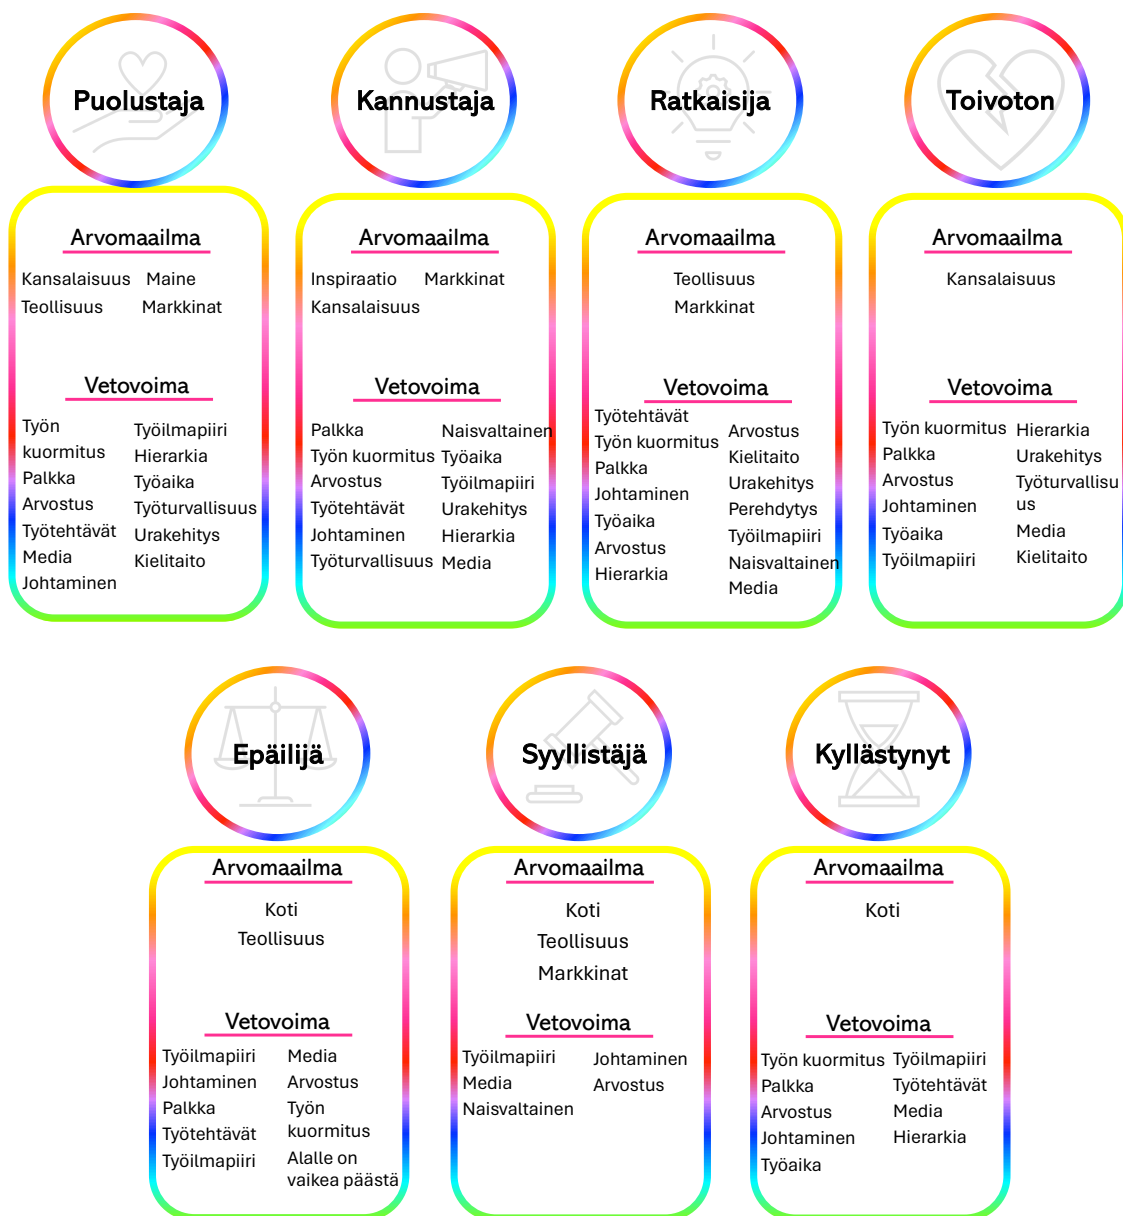 Puolustaja
Arvomaailma
Kansalaisuus
Teollisuus
Maine
Markkinat
Vetovoima
Työn
kuormitus
Palkka
Arvostus
Työtehtävät
Media
Johtaminen
Työilmapiiri
Hierarkia
Työaika
Työturvallisuus
Urakehitys
Kielitaito
Kannustaja
Arvomaailma
Inspiraatio
Kansalaisuus
Markkinat
Vetovoima
Palkka
Työn kuormitus
Arvostus
Työtehtävät
Johtaminen
Työturvallisuus
Naisvaltainen
Työaika
Työilmapiiri
Urakehitys
Hierarkia
Media
Ratkaisija
Arvomaailma
Teollisuus
Markkinat
Vetovoima
Työtehtävät
Työn kuormitus
Palkka
Johtaminen
Työaika
Arvostus
Hierarkia
Arvostus
Kielitaito
Urakehitys
Perehdytys
Työilmapiiri
Naisvaltainen
Media
Toivoton
Arvomaailma
Kansalaisuus
Vetovoima
Työn kuormitus
Palkka
Arvostus
Johtaminen
Työaika
Työilmapiiri
Hierarkia
Urakehitys
Työturvallisu
us
Media
Kielitaito
Epäilijä
Arvomaailma
Koti
Teollisuus
Vetovoima
Työilmapiiri
Johtaminen
Palkka
Työtehtävät
Työilmapiiri
Media
Arvostus
Työn
kuormitus
Alalle on
vaikea päästä
Syyllistäjä
Arvomaailma
Koti
Teollisuus
Markkinat
Vetovoima
Työilmapiiri
Media
Naisvaltainen
Johtaminen
Arvostus
Kyllästynyt
Arvomaailma
Koti
Vetovoima
Työn kuormitus
Palkka
Arvostus
Johtaminen
Työaika
Työilmapiiri
Työtehtävät
Media
Hierarkia